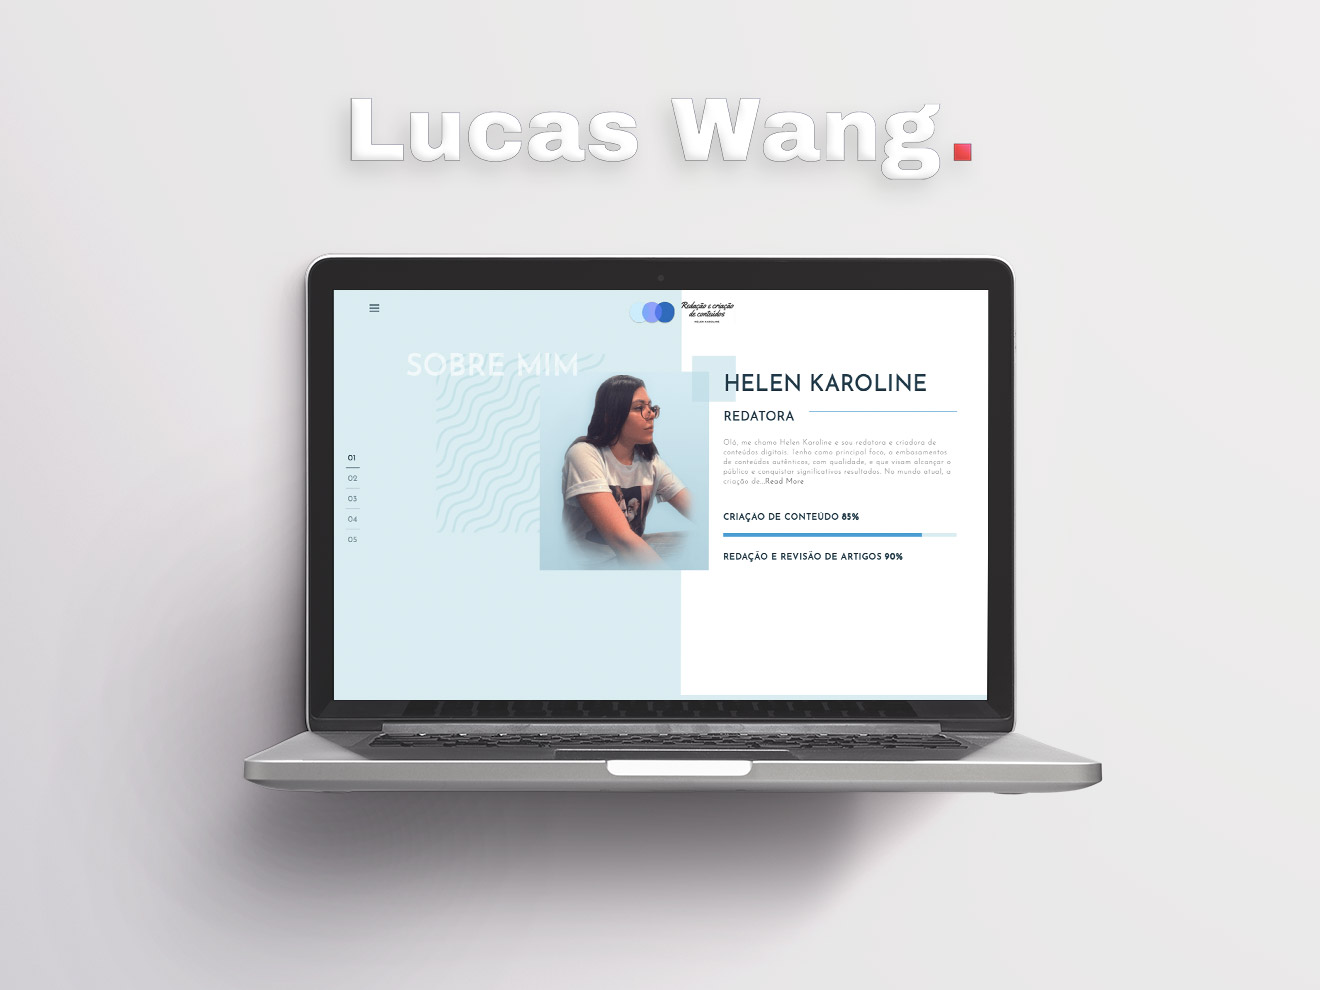 Lucas Wang.
Redação e criação
de conteúdos
HELEN KAROLINE
SOBRE MIM
HELEN KAROLINE
REDATORA
Olá, me chamo Helen Karoline e sou redatora e criadora de
conteúdos digitais. Tenho como principal foco, o embasamentos
de conteúdos autênticos, com qualidade, e que visam alcançar o
público e conquistar significativos resultados. No mundo atual, a
criação de...Read More
01
02
03
04
05
CRIAÇAO DE CONTEÚDO 85%
REDAÇÃO E REVISÃO DE ARTIGOS 90%